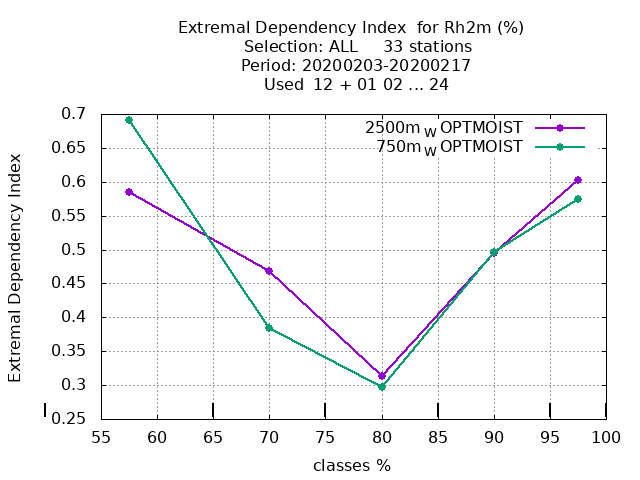 Extremal Dependency Index  for Rh2m (%)
Selection: ALL     33 stations
Period: 20200203-20200217
Used  12 + 01 02 ... 24
2500m W OPTMOIST
750m W OPTMOIST
Extremal Dependency Index
0.7
0.65
0.6
0.55
0.5
0.45
0.4
0.35
0.3
0.25
55 60 65 70 75 80 85 90 95 100
classes %